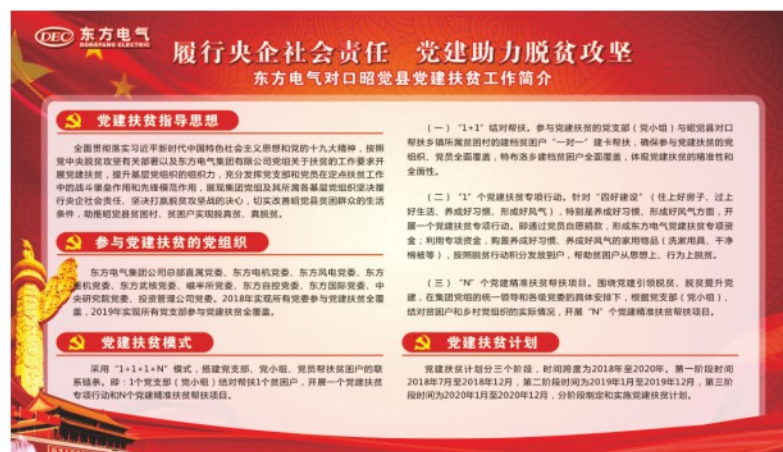 DEC 东方电气
DONGFANG ELECTRIC
履行央企社会责任 党建助力脱贫攻坚
东方电气对口昭觉县党建扶贫工作简介
党建扶贫指导思想
全面贯彻落实习近平新时代中国特色社会主义思想和党的十九大精神，按照
党中央脱贫攻坚有关部署以及东方电气集团有限公司党组关于扶贫的工作要求开
展党建扶贫，提升基层党组织的组织力，充分发挥党支部和党员在定点扶贫工作
中的战斗堡垒作用和先锋模范作用，展现集团党组及其所属各基层党组织坚决履
行央企社会责任、坚决打赢脱贫攻坚战的决心，切实改善昭觉县贫困群众的生活
条件，助推昭觉县贫困村、贫困户实现脱真贫、真脱贫。
参与党建扶贫的党组织
东方电气集团公司总部直属党委、东方电机党委、东方风电党委、东方
重机党委、东方武核党委、峨半所党委、东方自控党委、东方国际党委、中
央研究院党委、投资管理公司党委。2018年实现所有党委参与党建扶贫全覆
盖，2019年实现所有党支部参与党建扶贫全覆盖。
党建扶贫模式
采用“1+1+1+N”模式，搭建党支部、党小组、党员帮扶贫困户的联
系链条。即：1个党支部（党小组）结对帮扶1个贫困户，开展一个党建扶贫
专项行动和N个党建精准扶贫帮扶项目。
（一）“1+1”结对帮扶。参与党建扶贫的党支部（党小组）与昭觉县对口
帮扶乡镇所属贫困村的建档贫困户“一对一”建卡帮扶，确保参与党建扶贫的党
组织、党员全面覆盖，特布洛乡建档贫困户全面覆盖，体现党建扶贫的精准性和
全面性。
（二）“1”个党建扶贫专项行动。针对“四好建设”（住上好房子、过上
好生活、养成好习惯、形成好风气），特别是养成好习惯、形成好风气方面，开
展一个党建扶贫专项行动。即通过党员自愿捐款，形成东方电气党建扶贫专项资
金；利用专项资金，购置养成好习惯、养成好风气的家用物品（洗漱用具、干净
棉被等），按照脱贫行动积分发放到户，帮助贫困户从思想上、行为上脱贫。
（三）“N”个党建精准扶贫帮扶项目。围绕党建引领脱贫、脱贫提升党
建，在集团党组的统一领导和各级党委的具体安排下，根据党支部（党小组）、
结对贫困户和乡村党组织的实际情况，开展“N”个党建精准扶贫帮扶项目。
党建扶贫计划
党建扶贫计划分三个阶段，时间跨度为2018年至2020年。第一阶段时间
2018年7月至2018年12月，第二阶段时间为2019年1月至2019年12月，第三阶
段时间为2020年1月至2020年12月，分阶段制定和实施党建扶贫计划。